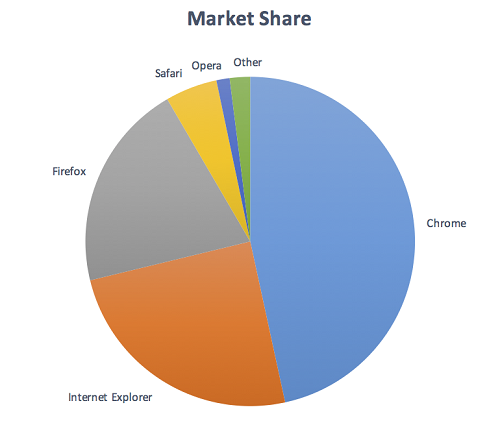 Market Share
Other
Opera
Safari
Firefox
Chrome
Internet Explorer